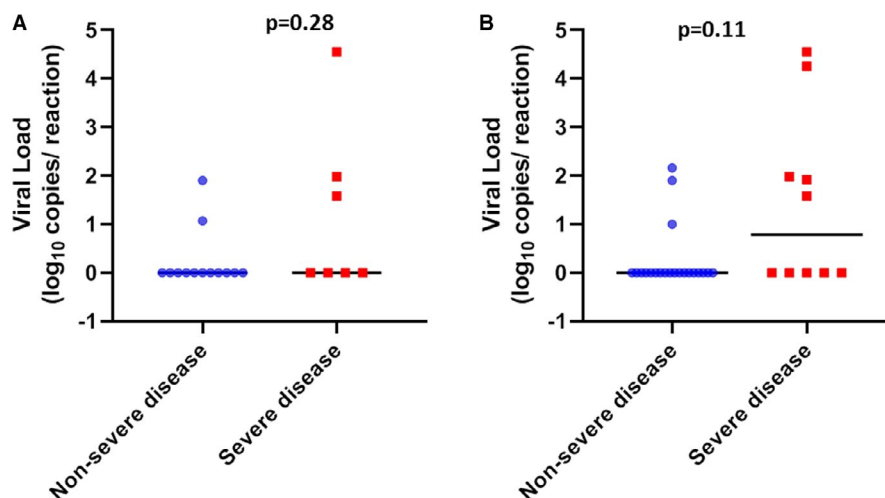 A
p=0.28
5
4
3
2
1
0
-1
Viral Load
(log10 copies/ reaction)
Non-severe disease
Severe disease
B
p=0.11
5
4
3
2
1
0
-1
Viral Load
(log10 copies/ reaction)
Non-severe disease
Severe disease